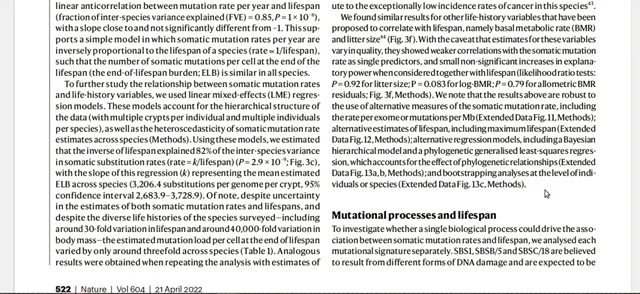 linear anticorrelation between mutation rate per year and lifespan
(fraction of inter-species variance explained (FVE) = 0.85, P = 1 × 10⁻⁶),
with a slope close to and not significantly different from −1. This sup-
ports a simple model in which somatic mutation rates per year are
inversely proportional to the lifespan of a species (rate ∝ 1/lifespan),
such that the number of somatic mutations per cell at the end of the
lifespan (the end-of-lifespan burden; ELB) is similar in all species.
To further study the relationship between somatic mutation rates
and life-history variables, we used linear mixed-effects (LME) regres-
sion models. These models account for the hierarchical structure of
the data (with multiple crypts per individual and multiple individuals
per species), as well as the heteroscedasticity of somatic mutation rate
estimates across species (Methods). Using these models, we estimated
that the inverse of lifespan explained 82% of the inter-species variance
in somatic substitution rates (rate = k/lifespan) (P = 2.9 × 10⁻⁹; Fig. 3c),
with the slope of this regression (k) representing the mean estimated
ELB across species (3,206.4 substitutions per genome per crypt, 95%
confidence interval 2,683.9–3,728.9). Of note, despite uncertainty
in the estimates of both somatic mutation rates and lifespans, and
despite the diverse life histories of the species surveyed—including
around 30-fold variation in lifespan and around 40,000-fold variation in
body mass—the estimated mutation load per cell at the end of lifespan
varied by only around threefold across species (Table 1). Analogous
results were obtained when repeating the analysis with estimates of
ute to the exceptionally low incidence rates of cancer in this species⁴³.
We found similar results for other life-history variables that have been
proposed to correlate with lifespan, namely basal metabolic rate (BMR)
and litter size⁴⁴ (Fig. 3f). With the caveat that estimates for these variables
vary in quality, they showed weaker correlations with the somatic mutation
rate as single predictors, and small non-significant increases in explana-
tory power when considered together with lifespan (likelihood ratio tests:
P = 0.92 for litter size; P = 0.083 for log-BMR; P = 0.79 for allometric BMR
residuals; Fig. 3f, Methods). We note that the results above are robust to
the use of alternative measures of the somatic mutation rate, including
the rate per exome or mutations per Mb (Extended Data Fig. 11, Methods);
alternative estimates of lifespan, including maximum lifespan (Extended
Data Fig. 12, Methods); alternative regression models, including a Bayesian
hierarchical model and a phylogenetic generalised least-squares regres-
sion, which accounts for the effect of phylogenetic relationships (Extended
Data Fig. 13a, b, Methods); and bootstrapping analyses at the level of indi-
viduals or species (Extended Data Fig. 13c, Methods).
Mutational processes and lifespan
To investigate whether a single biological process could drive the asso-
ciation between somatic mutation rates and lifespan, we analysed each
mutational signature separately. SBS1, SBSB/5 and SBSC/18 are believed
to result from different forms of DNA damage and are expected to be
522 | Nature | Vol 604 | 21 April 2022